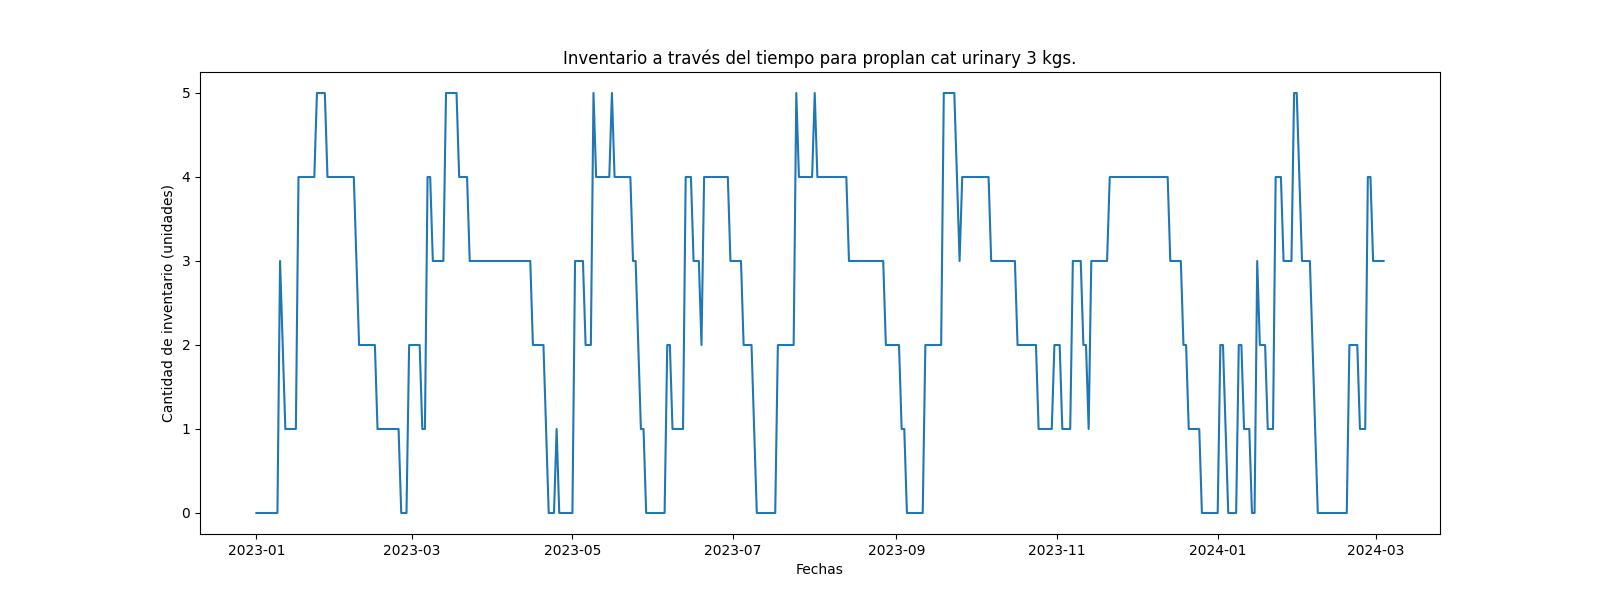 Inventario a través del tiempo para proplan cat urinary 3 kgs.
Cantidad de inventario (unidades)
5
4
3
2
1
0
2023-01 2023-03 2023-05 2023-07 2023-09 2023-11 2024-01 2024-03
Fechas